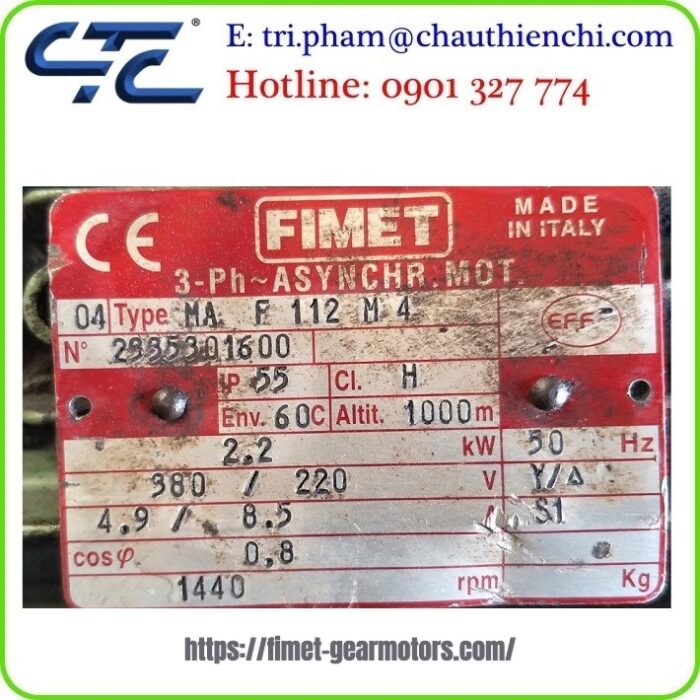 CTC
E: tri.pham@chauthienchi.com
Hotline: 0901 327 774
CE FIMET MADE
IN ITALY
3-Ph~ASYNCHR.MOT.
04 Type MA F 112 M 4
EFF
N°
IP 55 Cl. H
Env. 60C Altit. 1000m
2.2 kW 50 Hz
380 / 220 V Y/Δ
4.9 / 8.5 S1
cosφ 0,8
1440 rpm Kg
https://fimet-gearmotors.com/